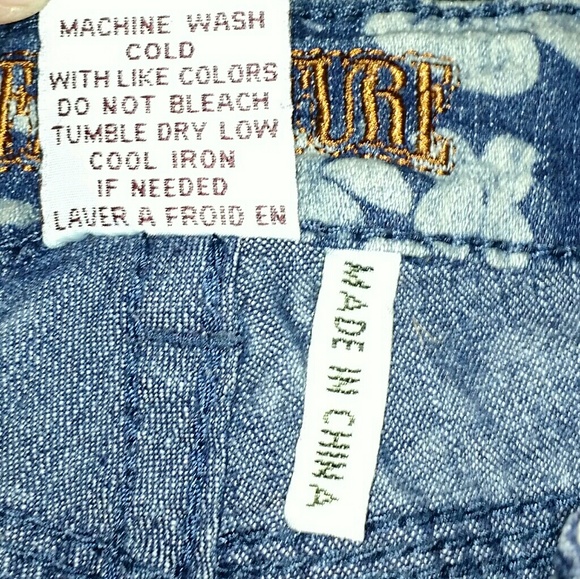 MACHINE WASH
COLD
WITH LIKE COLORS
DO NOT BLEACH
TUMBLE DRY LOW
COOL IRON
IF NEEDED
LAVER A FROID EN
URE
MADE IN CHINA